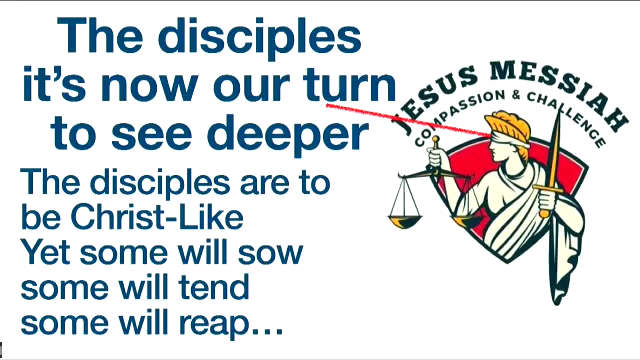 The disciples
it's now our turn
to see deeper
The disciples are to
be Christ-Like
Yet some will sow
some will tend
some will reap…
JESUS MESSIAH
COMPASSION & CHALLENGE